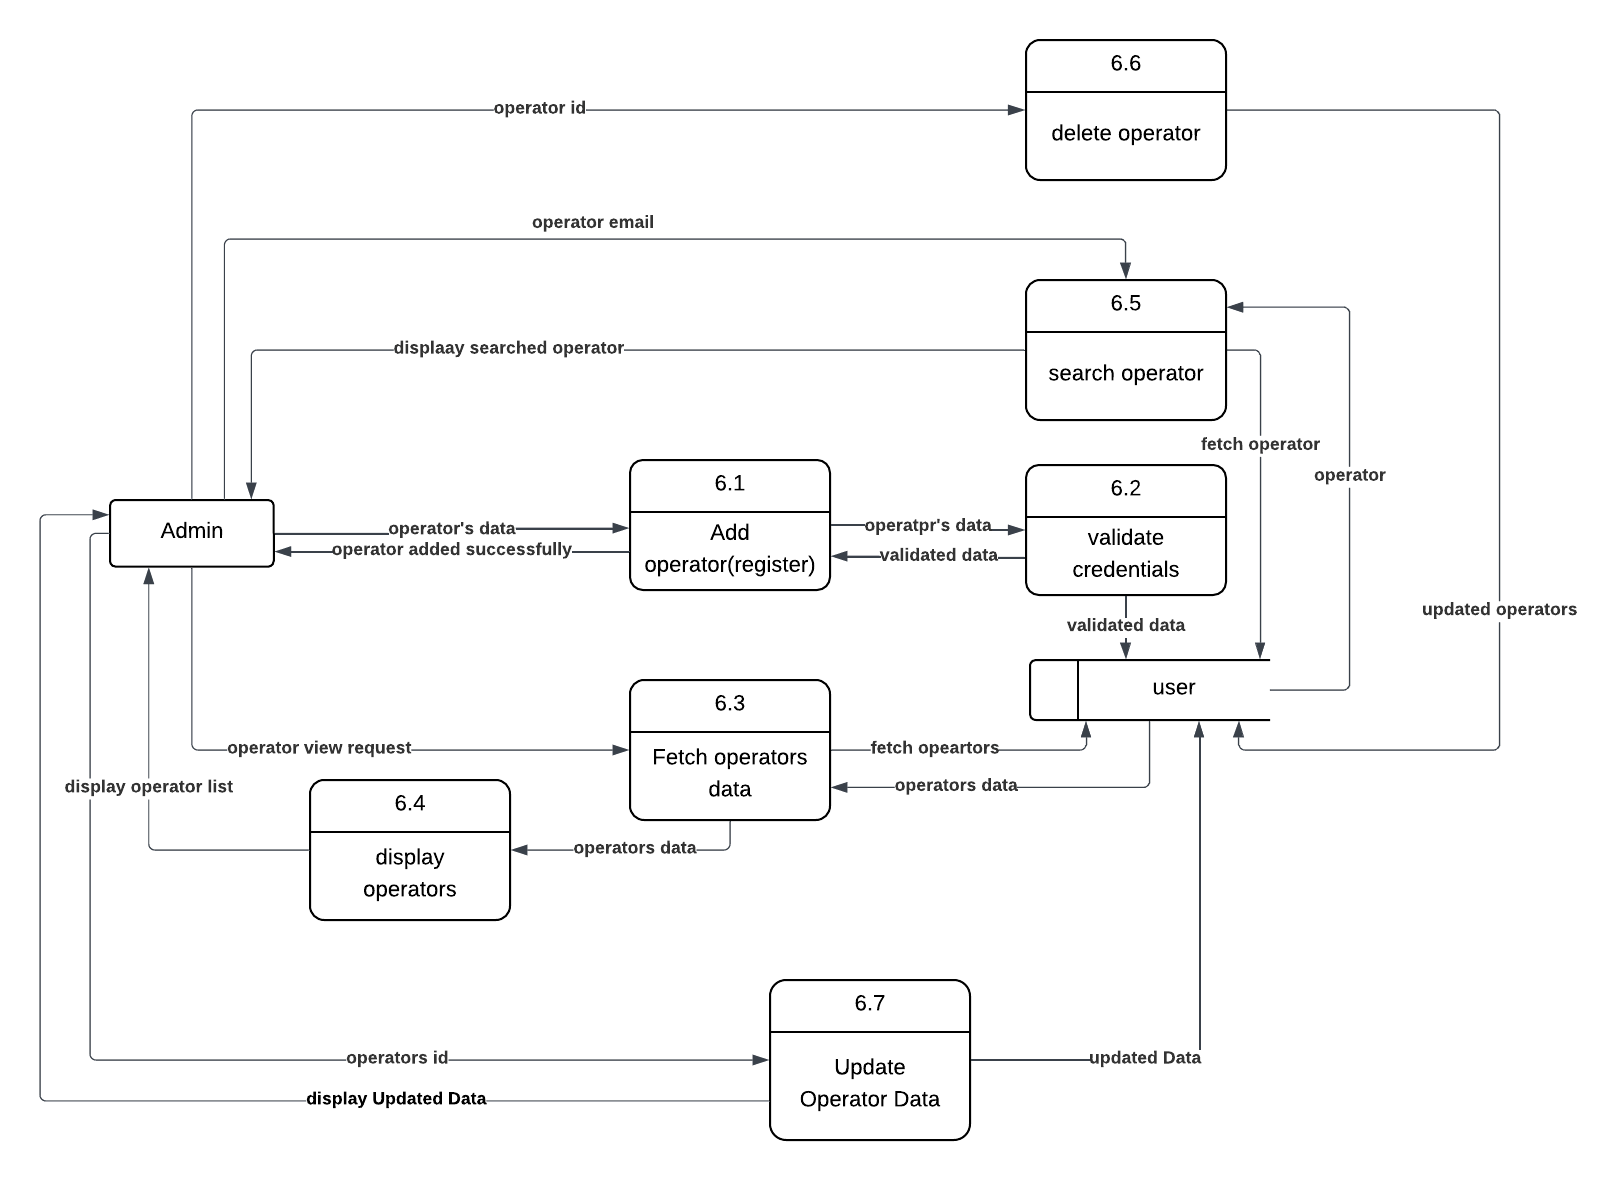 6.6
operator id
delete operator
operator email
6.5
displaay searched operator
search operator
fetch operator
operator
6.1
6.2
Admin
operator's data
Add
operator(register)
operatpr's data
validate
credentials
operator added successfully
validated data
updated operators
validated data
user
6.3
operator view request
Fetch operators
data
fetch opeartors
display operator list
operators data
6.4
display
operators
operators data
6.7
operators id
Update
Operator Data
updated Data
display Updated Data